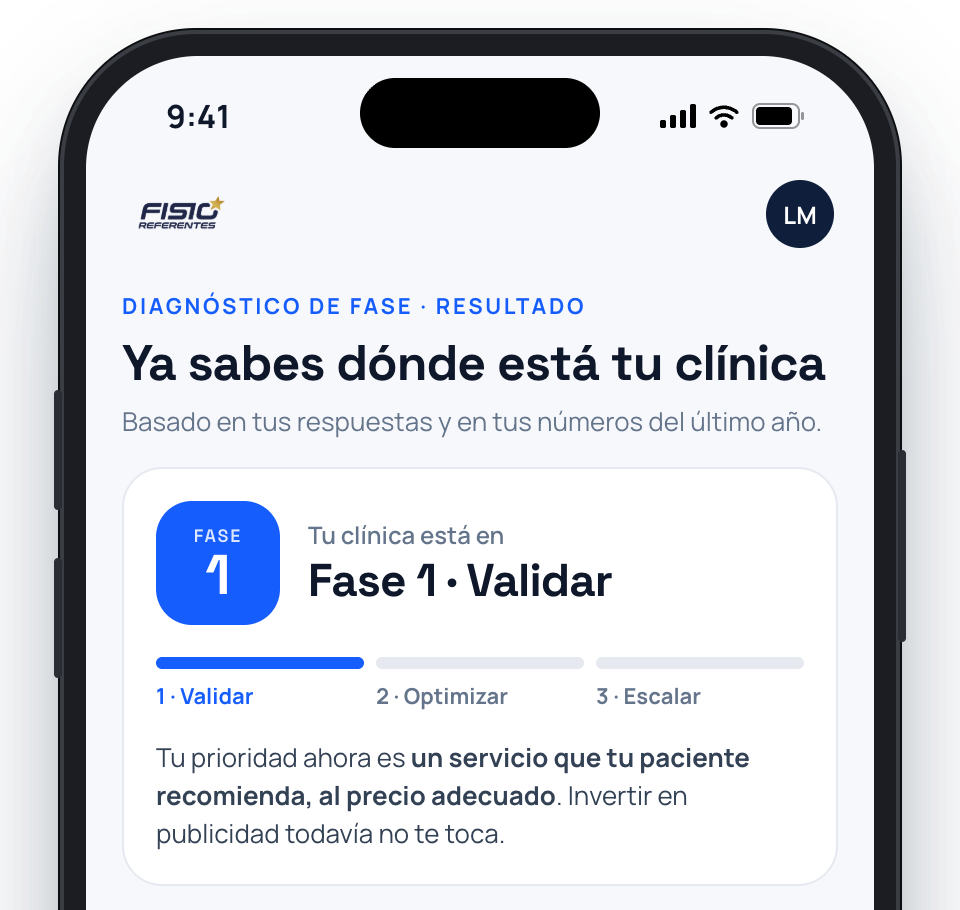 9:41
FISIO
REFERENTES
LM
DIAGNÓSTICO DE FASE · RESULTADO
Ya sabes dónde está tu clínica
Basado en tus respuestas y en tus números del último año.
FASE
1
Tu clínica está en
Fase 1 · Validar
1 · Validar
2 · Optimizar
3 · Escalar
Tu prioridad ahora es un servicio que tu paciente
recomienda, al precio adecuado. Invertir en
publicidad todavía no te toca.